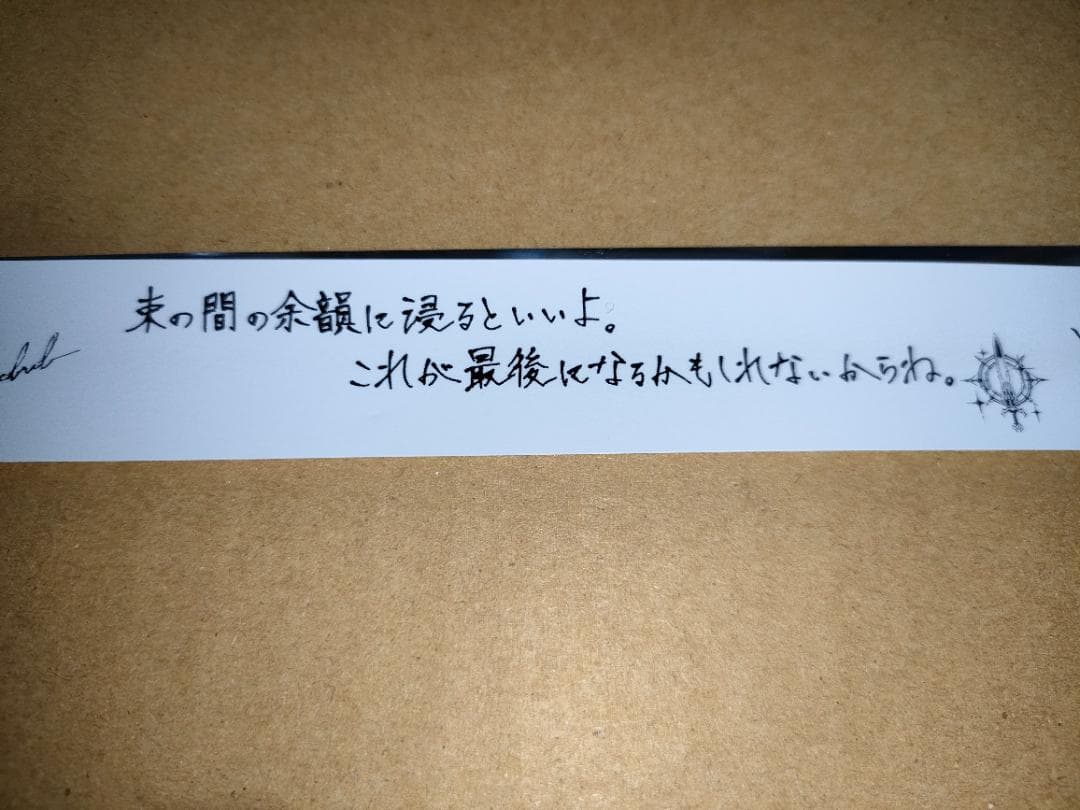 束の間の余韻に浸るといいよ。
これが最後になるかもしれないからね。